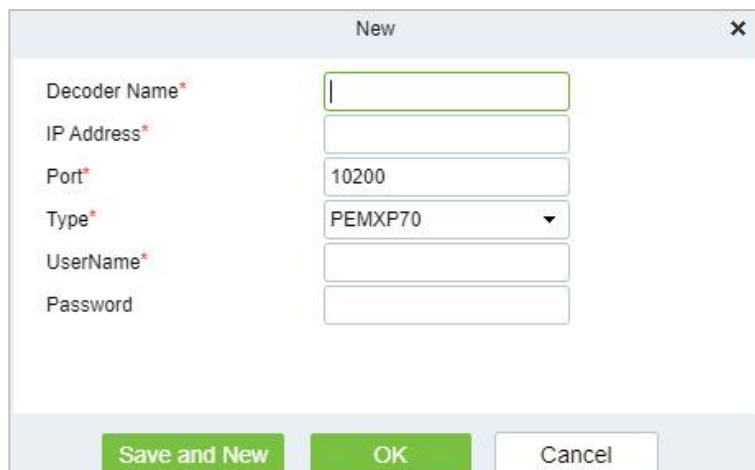 New
Decoder Name*
IP Address*
Port* 10200
Type* PEMXP70
UserName*
Password
Save and New OK Cancel